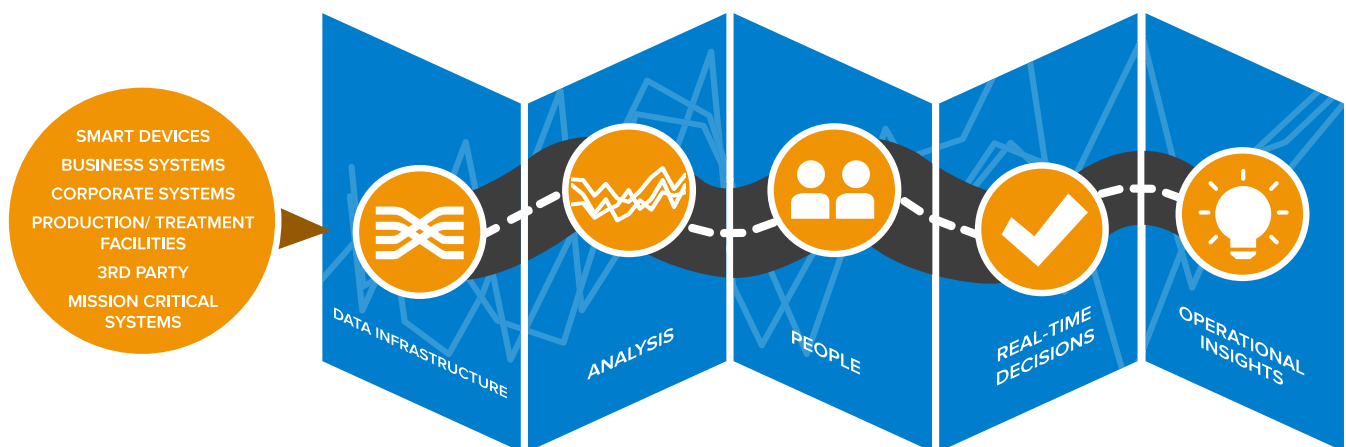 SMART DEVICES
BUSINESS SYSTEMS
CORPORATE SYSTEMS
PRODUCTION/ TREATMENT
FACILITIES
3RD PARTY
MISSION CRITICAL
SYSTEMS
DATA INFRASTRUCTURE
ANALYSIS
PEOPLE
REAL-TIME
DECISIONS
OPERATIONAL
INSIGHTS